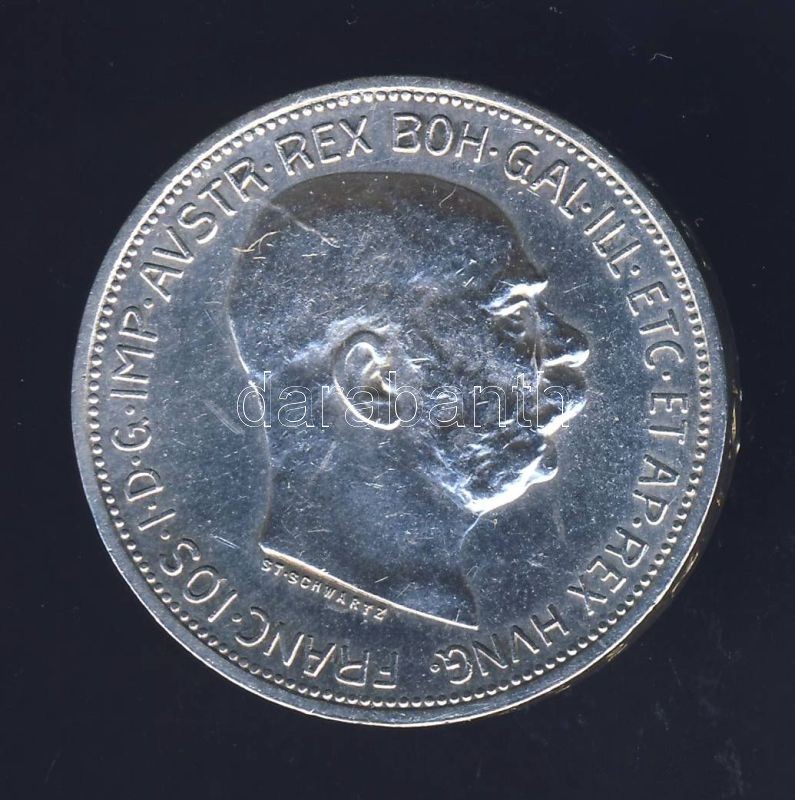 FRANC·IOS·I·D·G·IMP·AVSTR·REX BOH·GAL·ILL·ETC·ET AP·REX HVNG·
ST·SCHWARTZ
darabanth